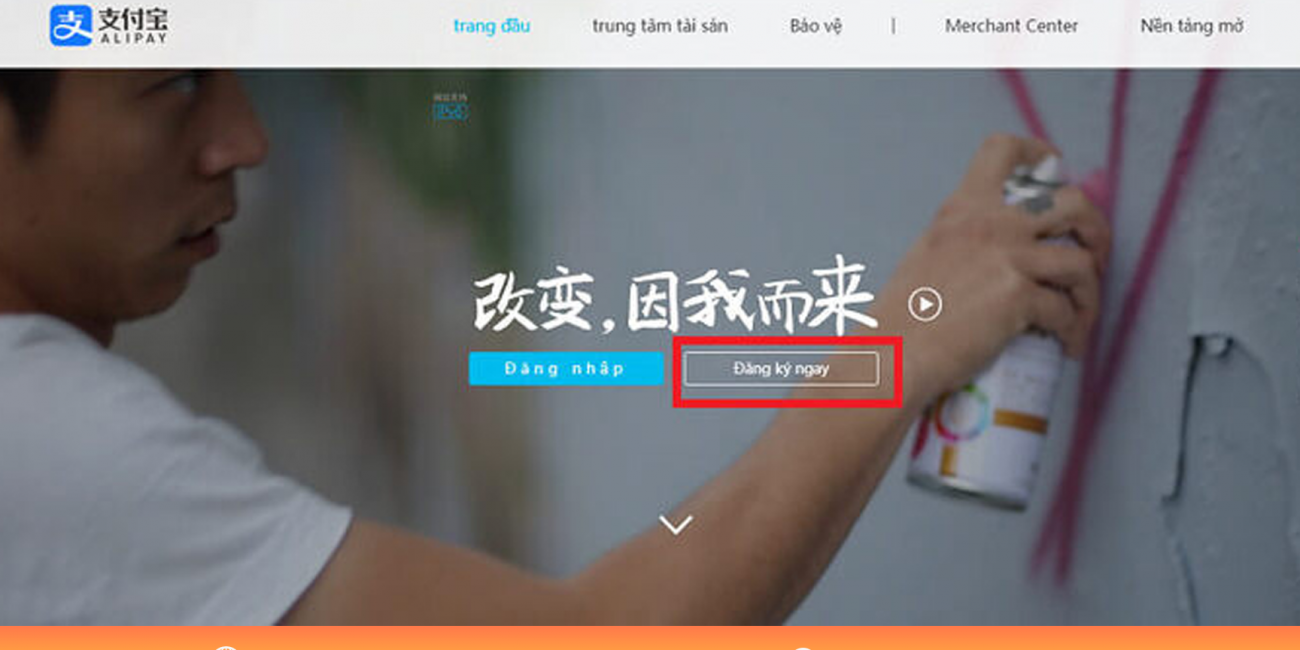 支付宝
ALIPAY
trang đầu
trung tâm tài sản
Bảo vệ
|
Merchant Center
Nền tảng mở
改变,因我而来
Đăng nhập
Đăng ký ngay